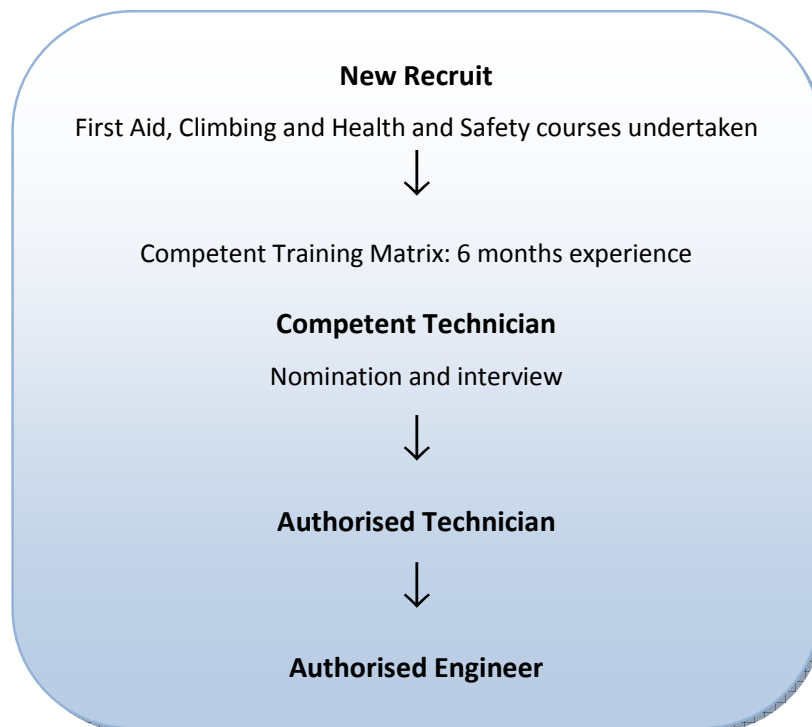 New Recruit
First Aid, Climbing and Health and Safety courses undertaken
Competent Training Matrix: 6 months experience
Competent Technician
Nomination and interview
Authorised Technician
Authorised Engineer